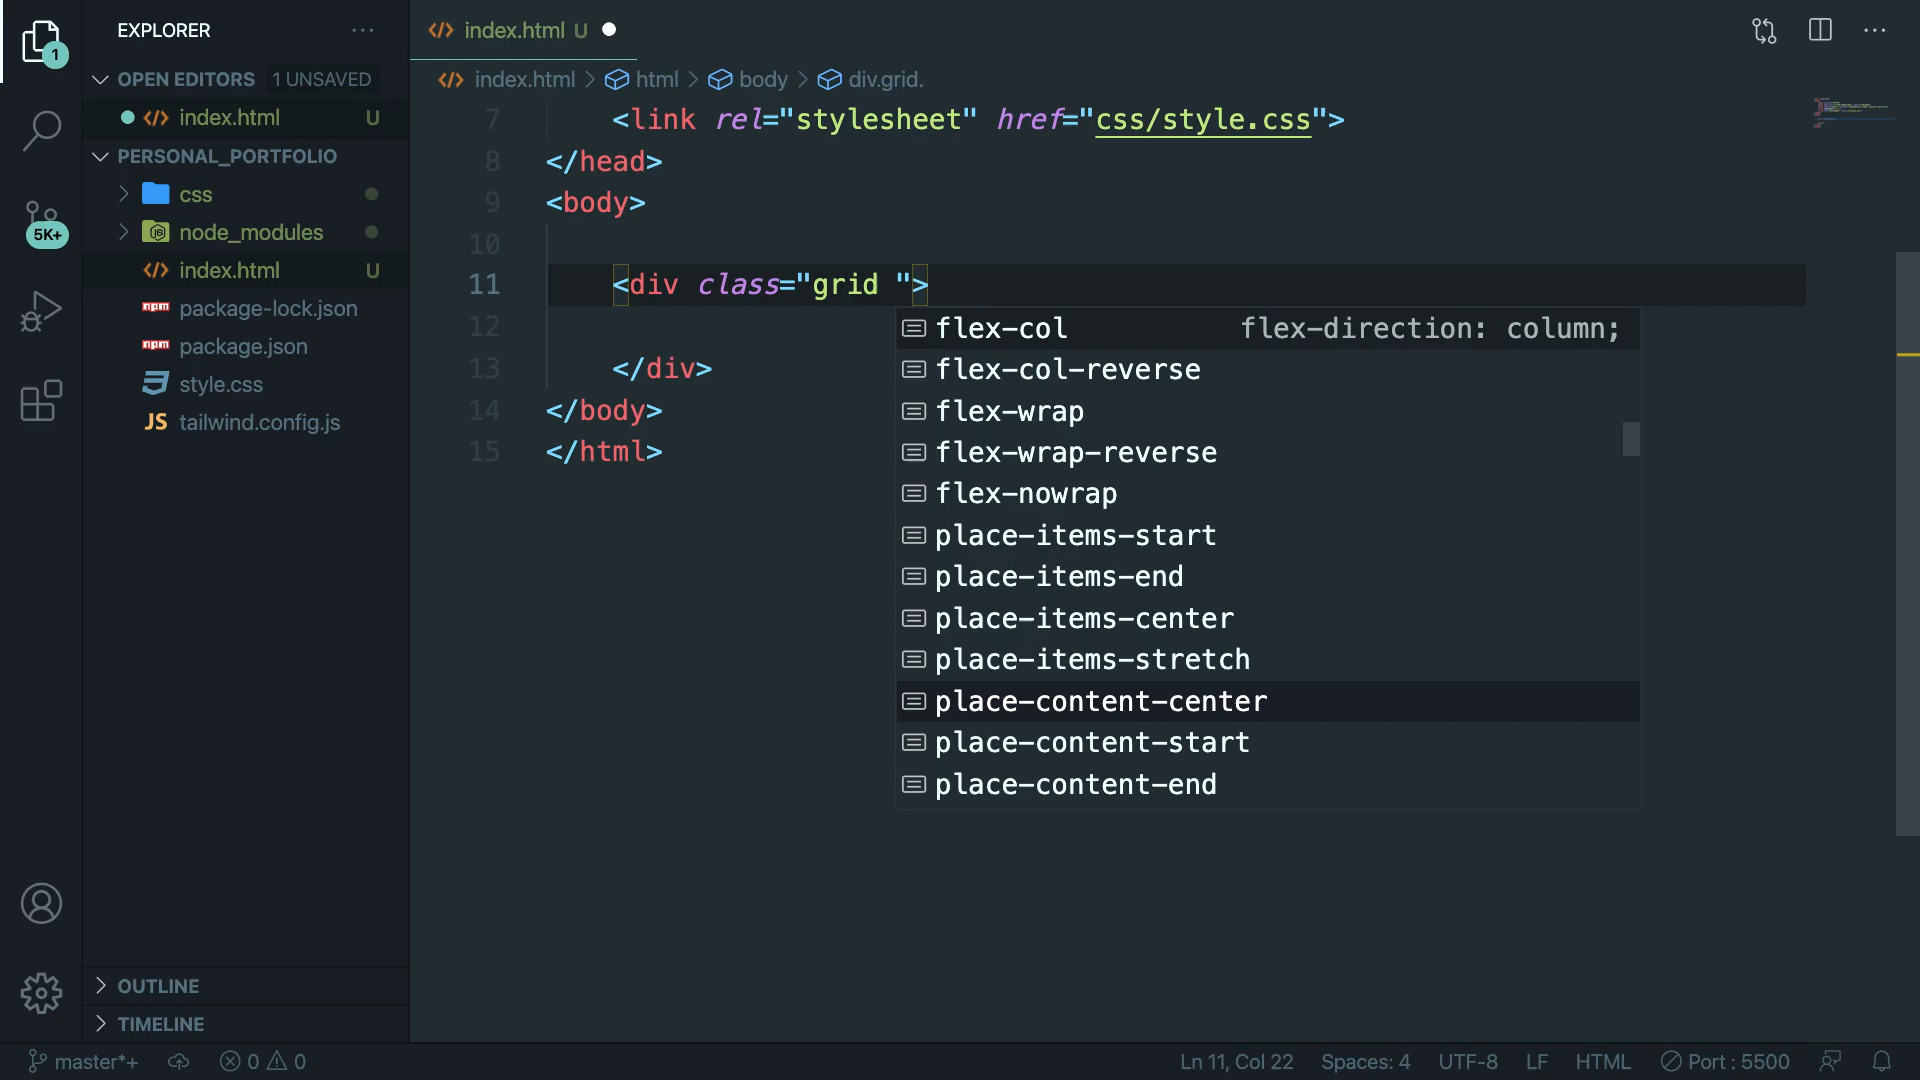 EXPLORER
OPEN EDITORS 1 UNSAVED
index.html U
PERSONAL_PORTFOLIO
css
node_modules
index.html U
package-lock.json
package.json
style.css
JS tailwind.config.js
OUTLINE
TIMELINE
1
5K+
index.html U
index.html > html > body > div.grid.
7 <link rel="stylesheet" href="css/style.css">
8 </head>
9 <body>
10
11 <div class="grid ">
12
13 </div>
14 </body>
15 </html>
flex-col flex-direction: column;
flex-col-reverse
flex-wrap
flex-wrap-reverse
flex-nowrap
place-items-start
place-items-end
place-items-center
place-items-stretch
place-content-center
place-content-start
place-content-end
master*+ 0 0 Ln 11, Col 22 Spaces: 4 UTF-8 LF HTML Port : 5500